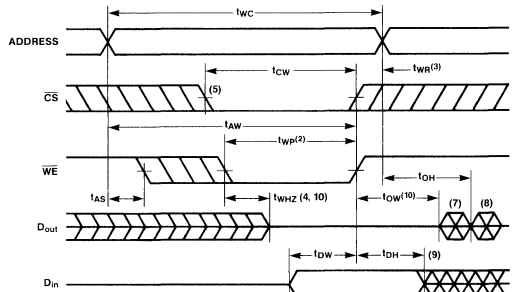 tWC
ADDRESS
tCW
tWR(3)
CS
(5)
tAW
tWP(2)
WE
tOH
tAS
tWHZ (4, 10)
tOW(10)
(7)
(8)
Dout
tDW
tDH
(9)
Din